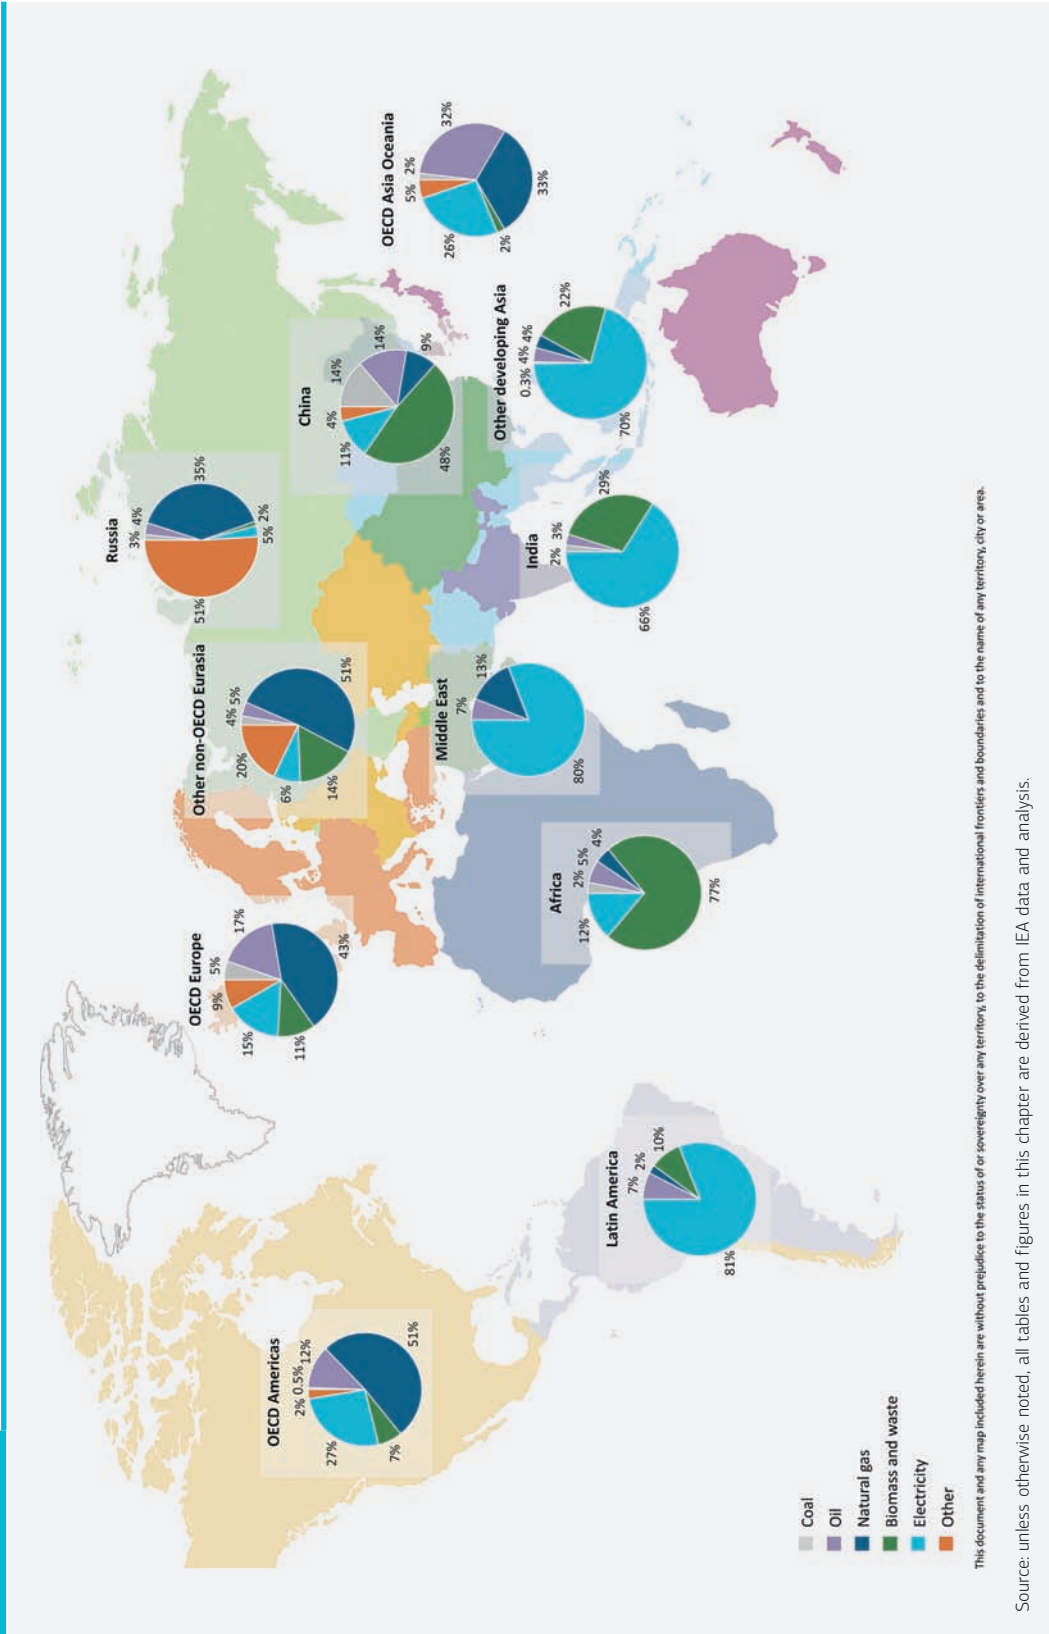 OECD Americas
2% 0.5% 12%
27%
51%
7%
Latin America
7% 2%
10%
81%
OECD Europe
5%
9%
17%
15%
43%
11%
Africa
2% 5% 4%
12%
77%
Other non-OECD Eurasia
4% 5%
20%
6%
51%
14%
Middle East
7%
13%
80%
Russia
3% 4%
35%
51%
5%
2%
India
2% 3%
29%
66%
China
14%
4%
14%
11%
9%
48%
Other developing Asia
0.3% 4% 4%
22%
70%
OECD Asia Oceania
5% 2%
32%
26%
2%
33%
Coal
Oil
Natural gas
Biomass and waste
Electricity
Other
This document and any map included herein are without prejudice to the status of or sovereignty over any territory, to the delimitation of international frontiers and boundaries and to the name of any territory, city or area.
Source: unless otherwise noted, all tables and figures in this chapter are derived from IEA data and analysis.